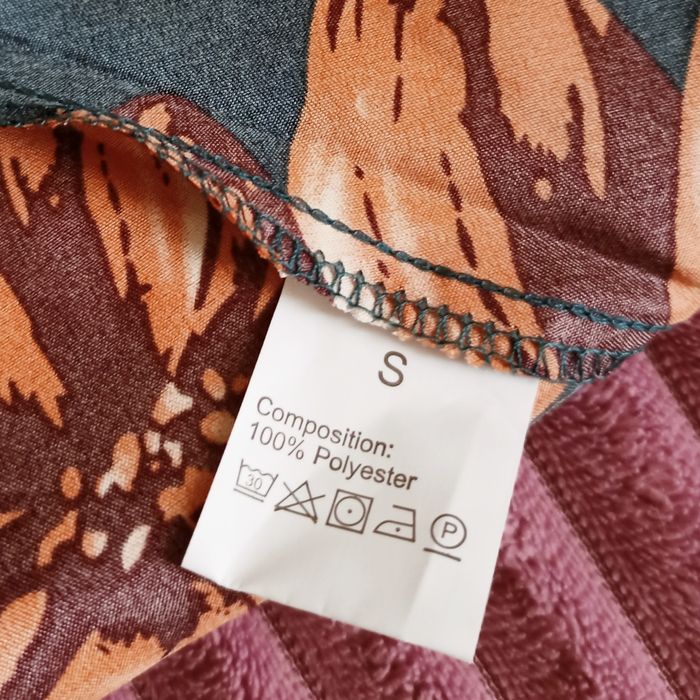 S
Composition:
100% Polyester
30 P